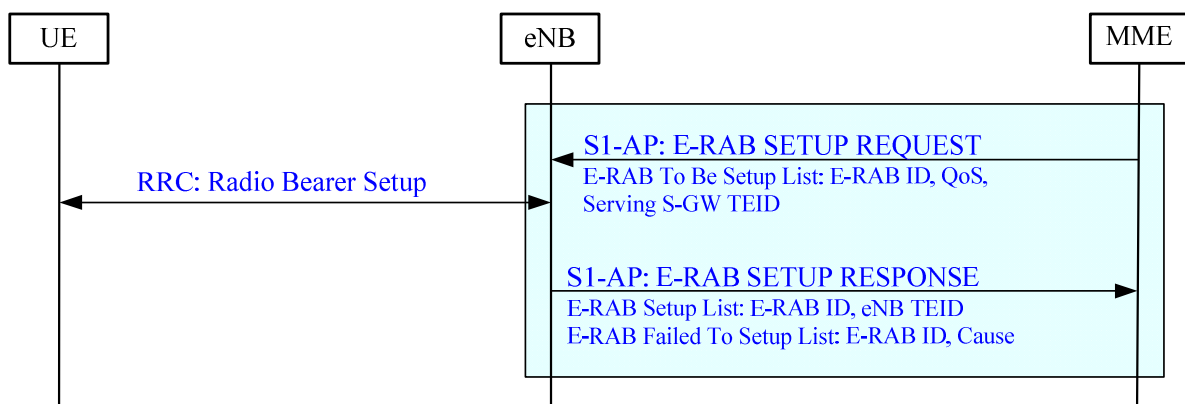 UE
eNB
MME
S1-AP: E-RAB SETUP REQUEST
E-RAB To Be Setup List: E-RAB ID, QoS,
Serving S-GW TEID
RRC: Radio Bearer Setup
S1-AP: E-RAB SETUP RESPONSE
E-RAB Setup List: E-RAB ID, eNB TEID
E-RAB Failed To Setup List: E-RAB ID, Cause